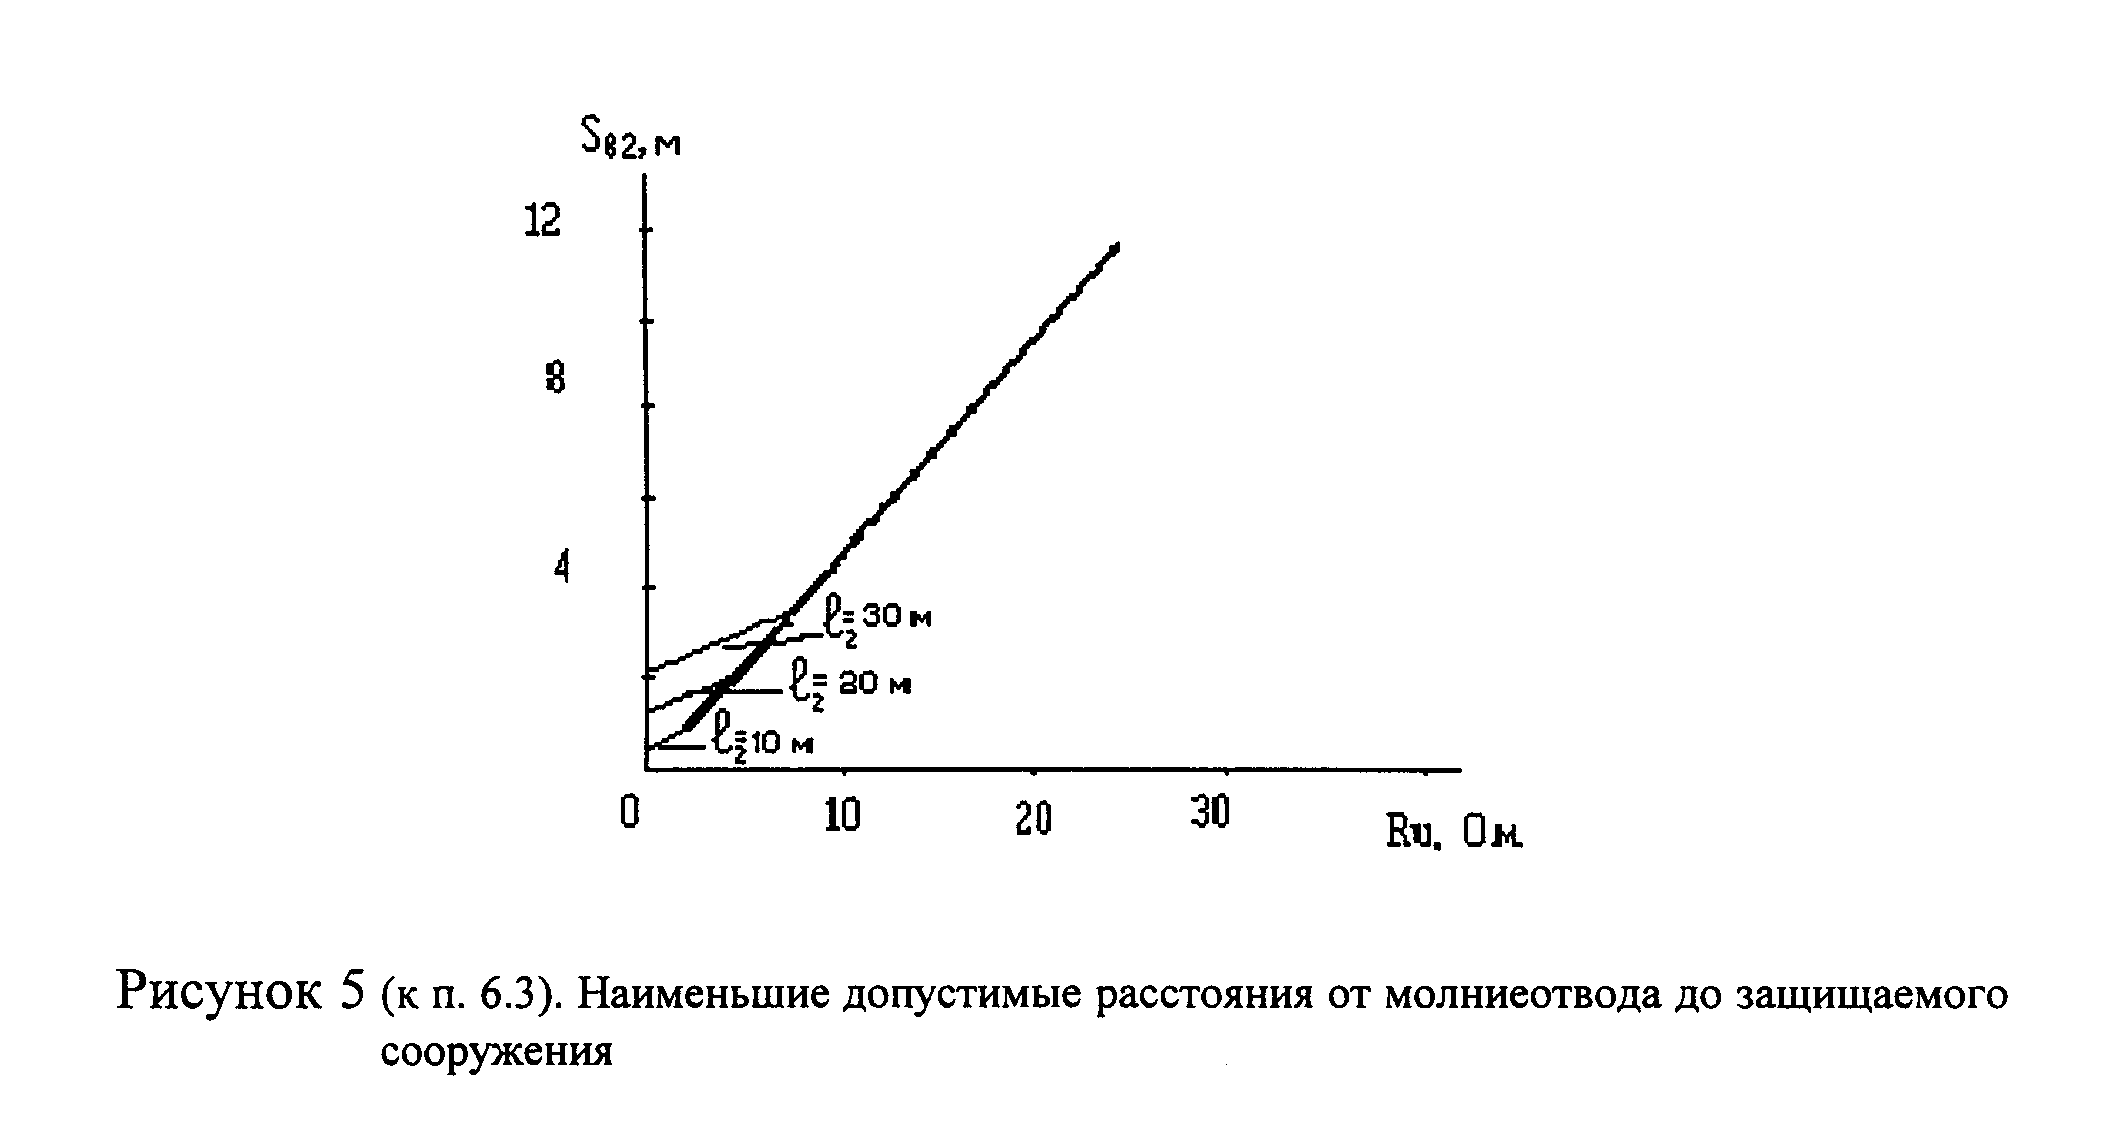 Sв2, м
12
8
4
ℓ2= 30 м
ℓ2= 20 м
ℓ2= 10 м
0 10 20 30
Rи, Ом
Рисунок 5 (к п. 6.3). Наименьшие допустимые расстояния от молниеотвода до защищаемого
сооружения